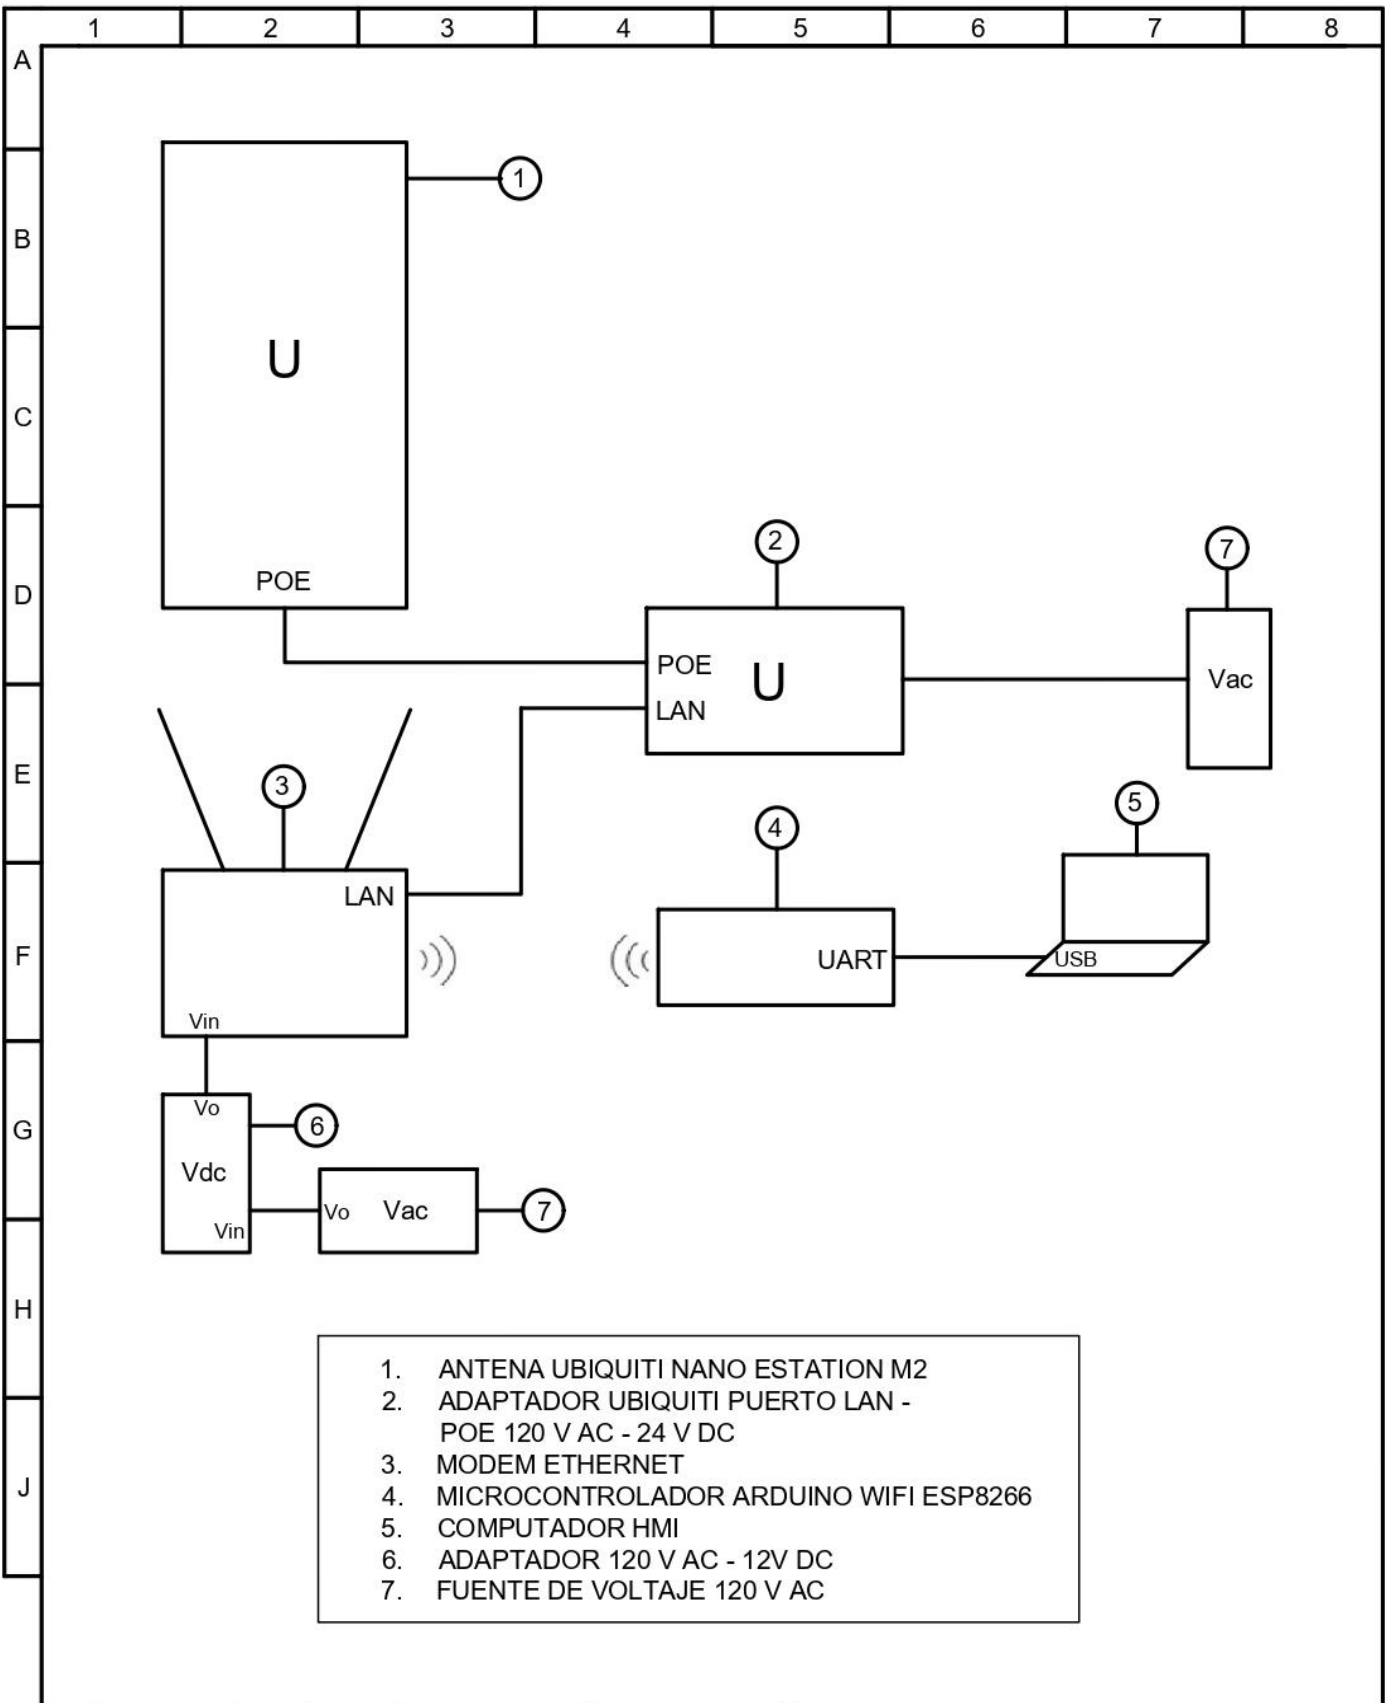 1 2 3 4 5 6 7 8
A
1
B
U
C
2
7
POE
D
POE U
Vac
LAN
3
E
5
4
LAN
F
UART
USB
Vin
Vo
6
G
Vdc
Vo Vac 7
Vin
H
1. ANTENA UBIQUITI NANO ESTATION M2
2. ADAPTADOR UBIQUITI PUERTO LAN -
POE 120 V AC - 24 V DC
3. MODEM ETHERNET
J
4. MICROCONTROLADOR ARDUINO WIFI ESP8266
5. COMPUTADOR HMI
6. ADAPTADOR 120 V AC - 12V DC
7. FUENTE DE VOLTAJE 120 V AC